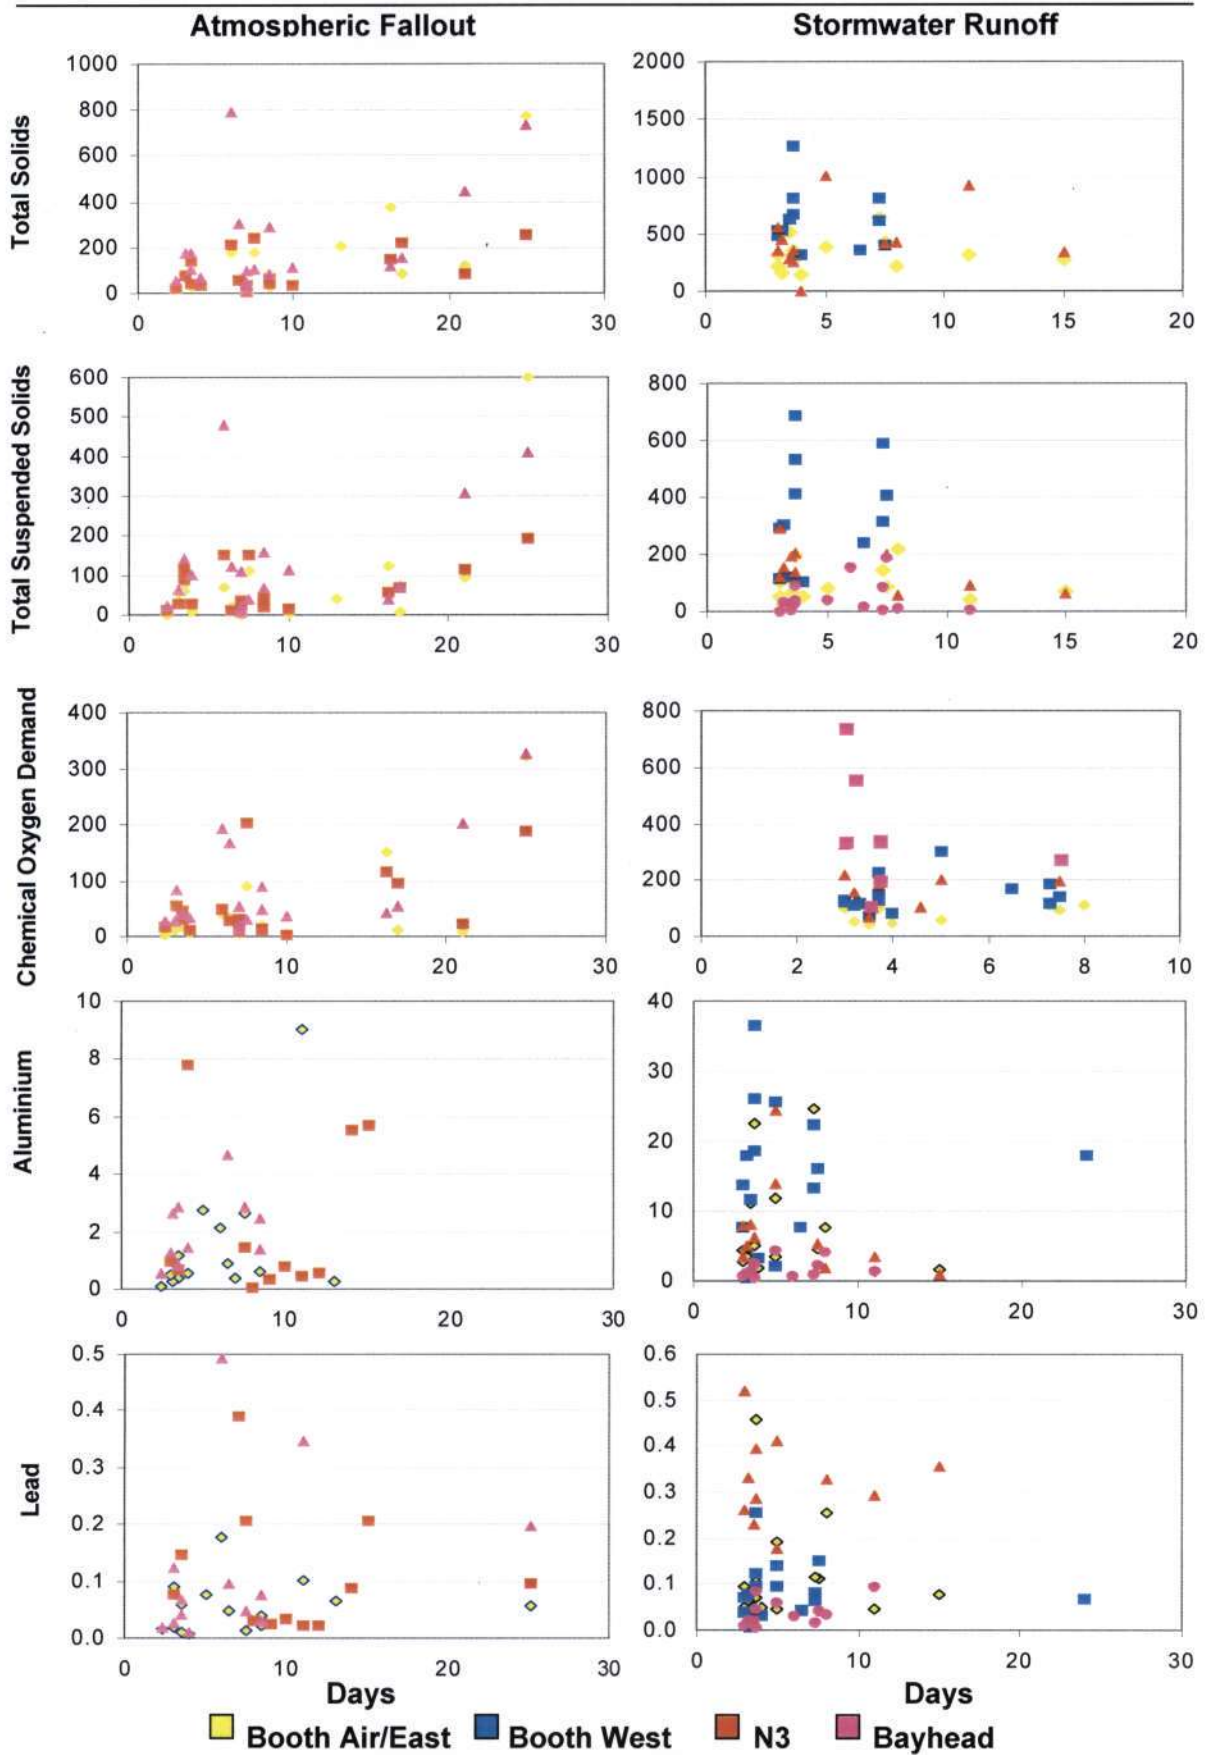 Atmospheric Fallout
Stormwater Runoff
Total Solids
1000
800
600
400
200
0
0 10 20 30
2000
1500
1000
500
0
0 5 10 15 20
Total Suspended Solids
600
500
400
300
200
100
0
0 10 20 30
800
600
400
200
0
0 5 10 15 20
Chemical Oxygen Demand
400
300
200
100
0
0 10 20 30
800
600
400
200
0
0 2 4 6 8 10
Aluminium
10
8
6
4
2
0
0 10 20 30
40
30
20
10
0
0 10 20 30
Lead
0.5
0.4
0.3
0.2
0.1
0.0
0 10 20 30
Days
0.6
0.5
0.4
0.3
0.2
0.1
0.0
0 10 20 30
Days
Booth Air/East Booth West N3 Bayhead